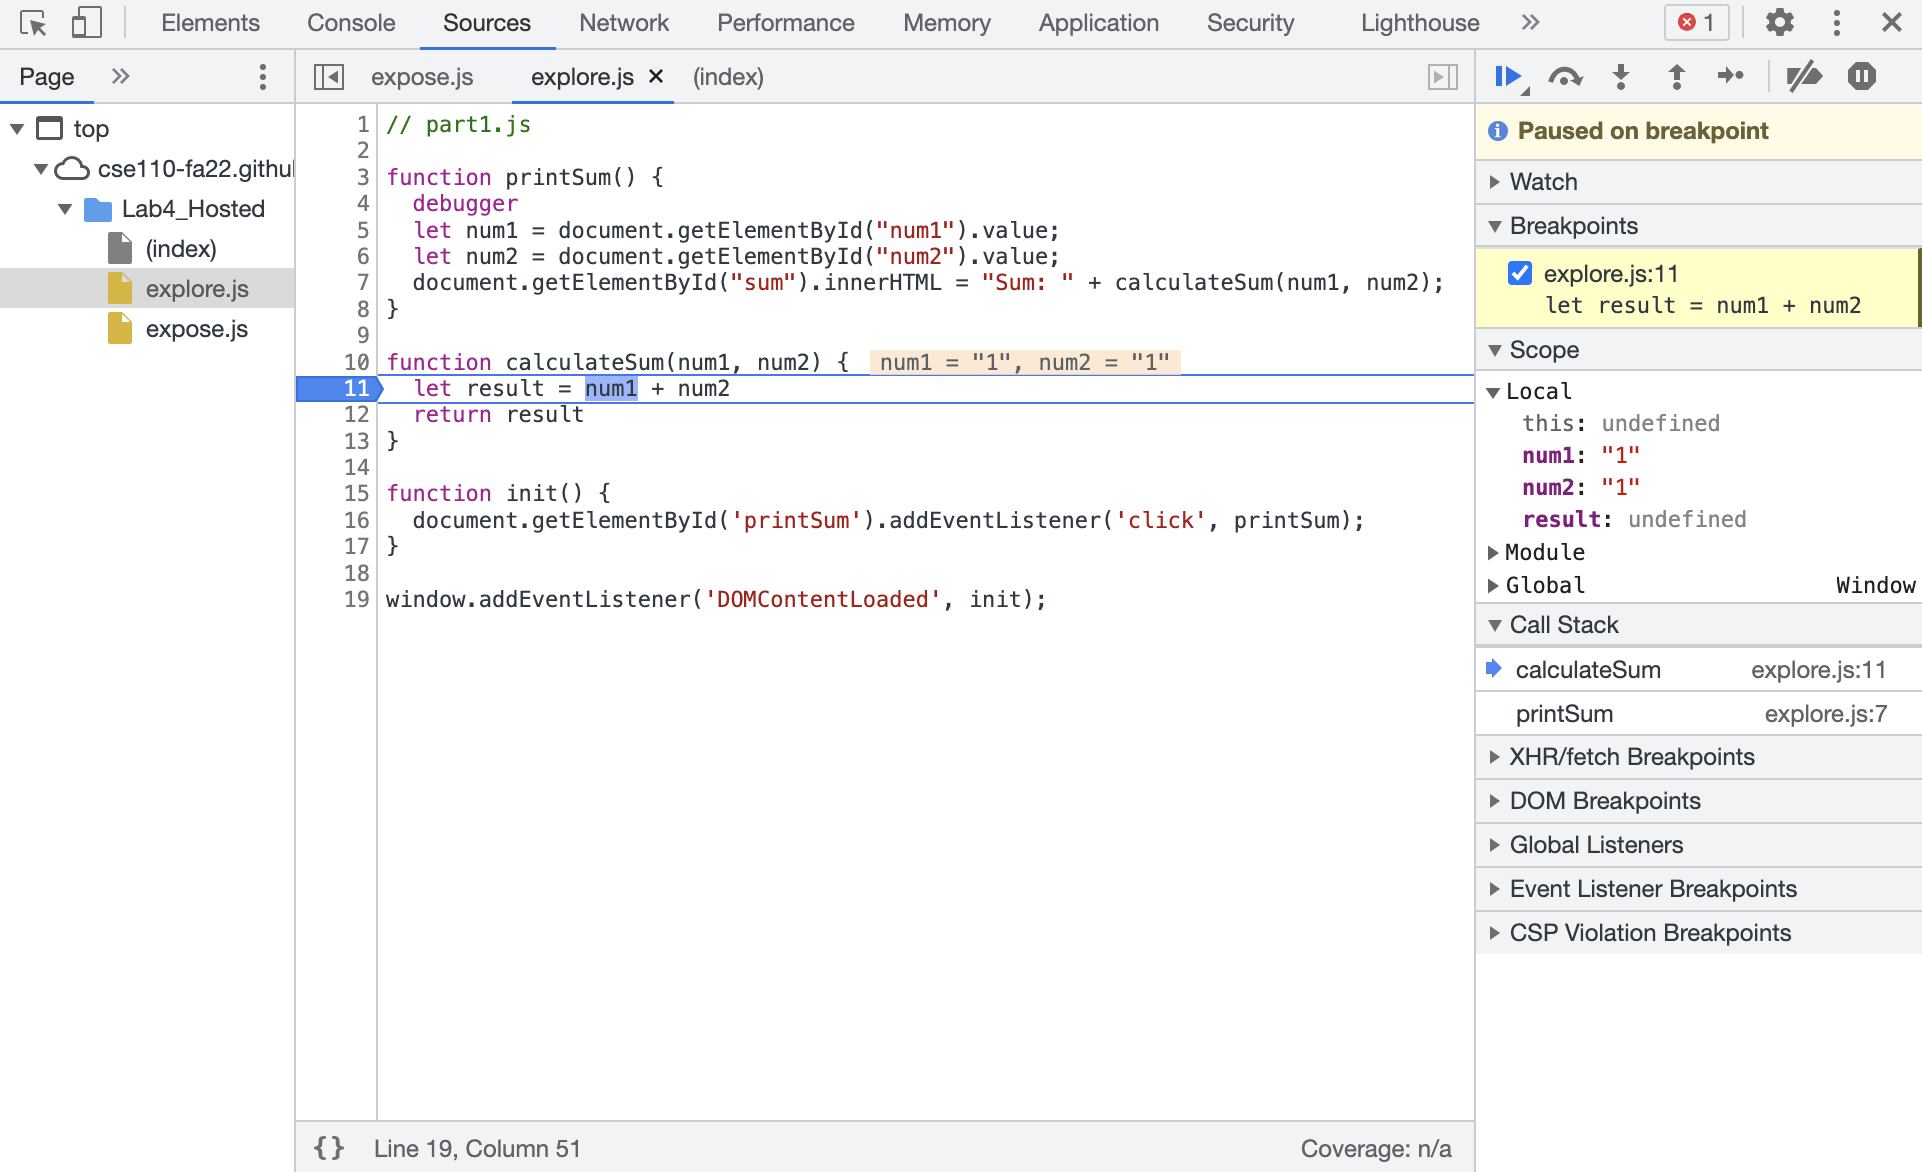 Elements Console Sources Network Performance Memory Application Security Lighthouse 1
Page
expose.js explore.js (index)
top
cse110-fa22.githu
Lab4_Hosted
(index)
explore.js
expose.js
1 // part1.js
2
3 function printSum() {
4 debugger
5 let num1 = document.getElementById("num1").value;
6 let num2 = document.getElementById("num2").value;
7 document.getElementById("sum").innerHTML = "Sum: " + calculateSum(num1, num2);
8 }
9
10 function calculateSum(num1, num2) { num1 = "1", num2 = "1"
11 let result = num1 + num2
12 return result
13 }
14
15 function init() {
16 document.getElementById('printSum').addEventListener('click', printSum);
17 }
18
19 window.addEventListener('DOMContentLoaded', init);
{} Line 19, Column 51 Coverage: n/a
Paused on breakpoint
Watch
Breakpoints
explore.js:11
let result = num1 + num2
Scope
Local
this: undefined
num1: "1"
num2: "1"
result: undefined
Module
Global Window
Call Stack
calculateSum explore.js:11
printSum explore.js:7
XHR/fetch Breakpoints
DOM Breakpoints
Global Listeners
Event Listener Breakpoints
CSP Violation Breakpoints